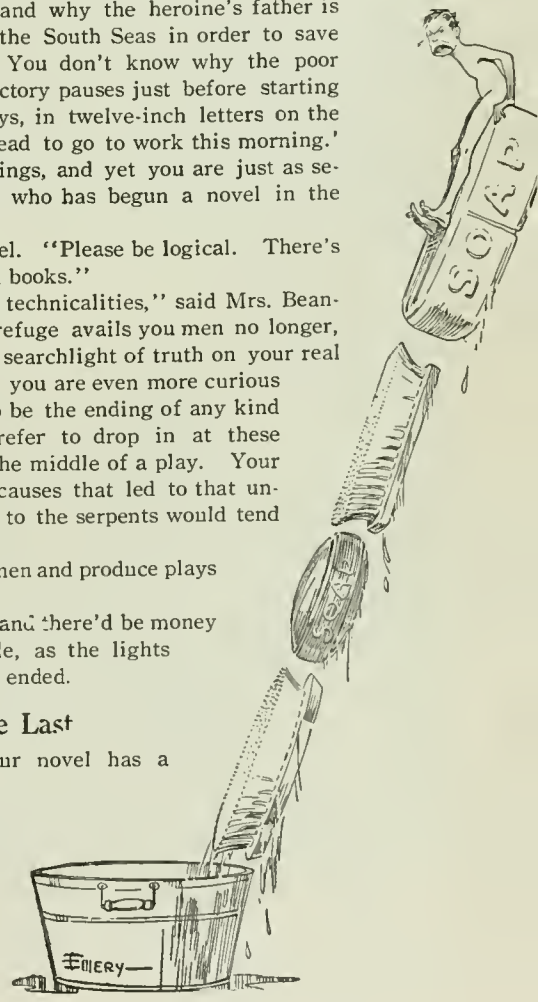 and why the heroine's father is
the South Seas in order to save
You don't know why the poor
ctory pauses just before starting
ys, in twelve-inch letters on the
ead to go to work this morning.'
ings, and yet you are just as se-
who has begun a novel in the
el. “Please be logical. There's
books.”
technicalities,” said Mrs. Bean-
refuge avails you men no longer,
searchlight of truth on your real
you are even more curious
be the ending of any kind
refer to drop in at these
he middle of a play. Your
causes that led to that un-
to the serpents would tend
men and produce plays
and there'd be money
le, as the lights
ended.
e Last
ur novel has a
SOAP
SOAP
EMERY